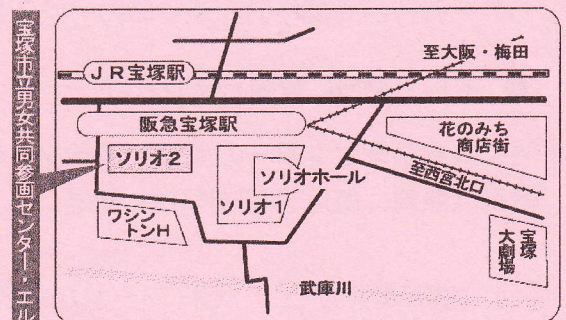 宝塚市立男女共同参画センター・エル
至大阪・梅田
JR宝塚駅
阪急宝塚駅
花のみち
商店街
ソリオ2
ソリオホール
ソリオ1
至西宮北口
ワシン
トンH
宝塚
大劇場
武庫川